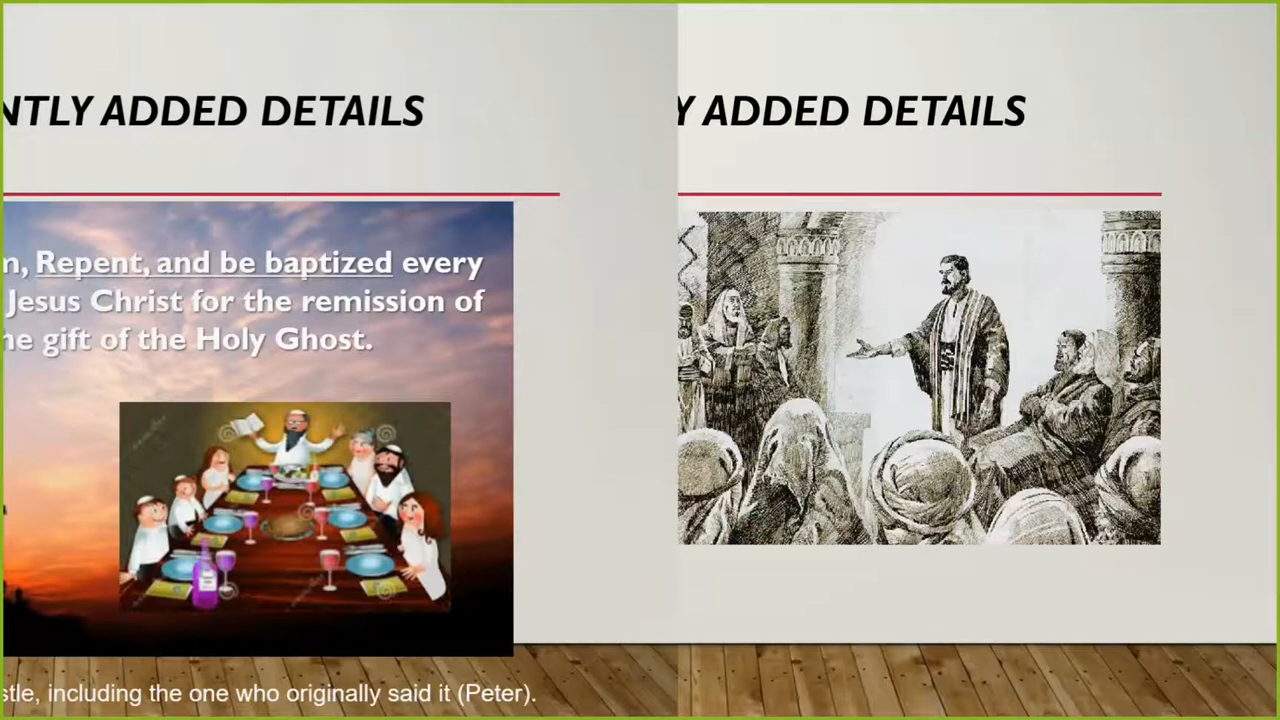 NTLY ADDED DETAILS
m, Repent, and be baptized every
Jesus Christ for the remission of
he gift of the Holy Ghost.
stle, including the one who originally said it (Peter).
Y ADDED DETAILS